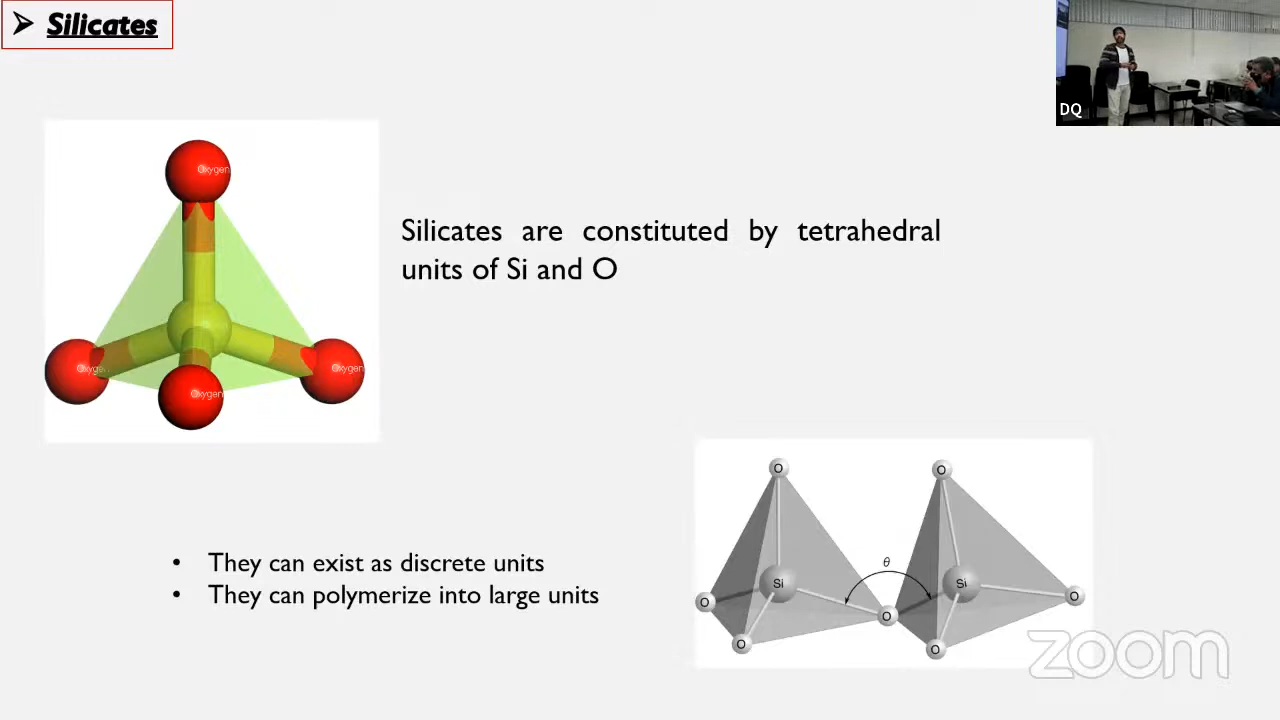 ➢ Silicates
DQ
Oxygen
Oxygen
Oxygen
Oxygen
Silicates are constituted by tetrahedral
units of Si and O
• They can exist as discrete units
• They can polymerize into large units
O
O
θ
Si
Si
O
O
O
O
O
zoom